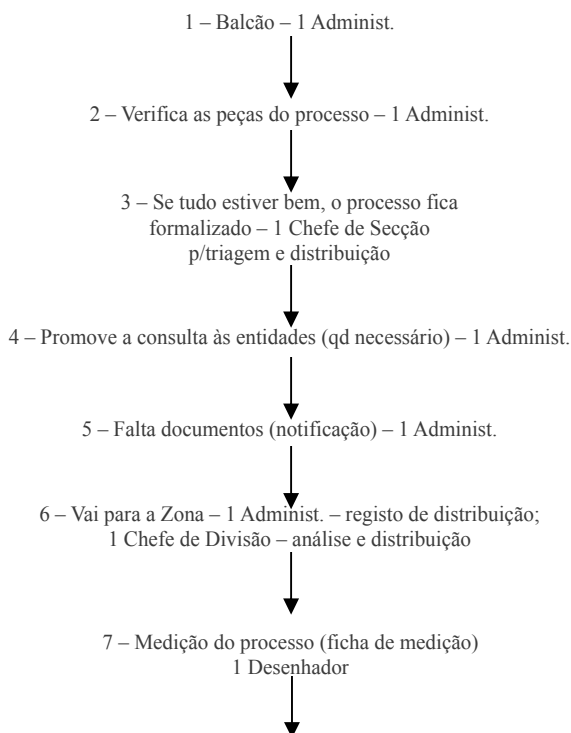 1 – Balcão – 1 Administ.
2 – Verifica as peças do processo – 1 Administ.
3 – Se tudo estiver bem, o processo fica
formalizado – 1 Chefe de Secção
p/triagem e distribuição
4 – Promove a consulta às entidades (qd necessário) – 1 Administ.
5 – Falta documentos (notificação) – 1 Administ.
6 – Vai para a Zona – 1 Administ. – registo de distribuição;
1 Chefe de Divisão – análise e distribuição
7 – Medição do processo (ficha de medição)
1 Desenhador